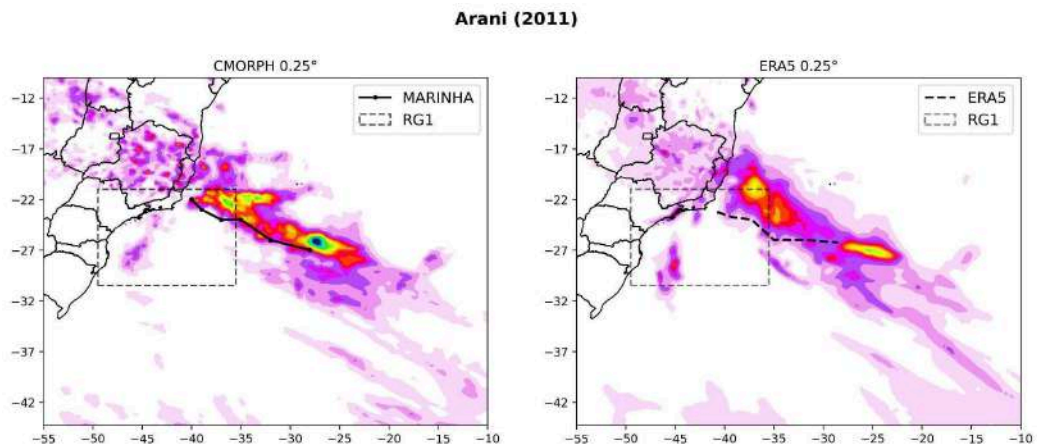 Arani (2011)
CMORPH 0.25°
MARINHA
RG1
−12
−17
−22
−27
−32
−37
−42
−55 −50 −45 −40 −35 −30 −25 −20 −15 −10
ERA5 0.25°
ERA5
RG1
−12
−17
−22
−27
−32
−37
−42
−55 −50 −45 −40 −35 −30 −25 −20 −15 −10